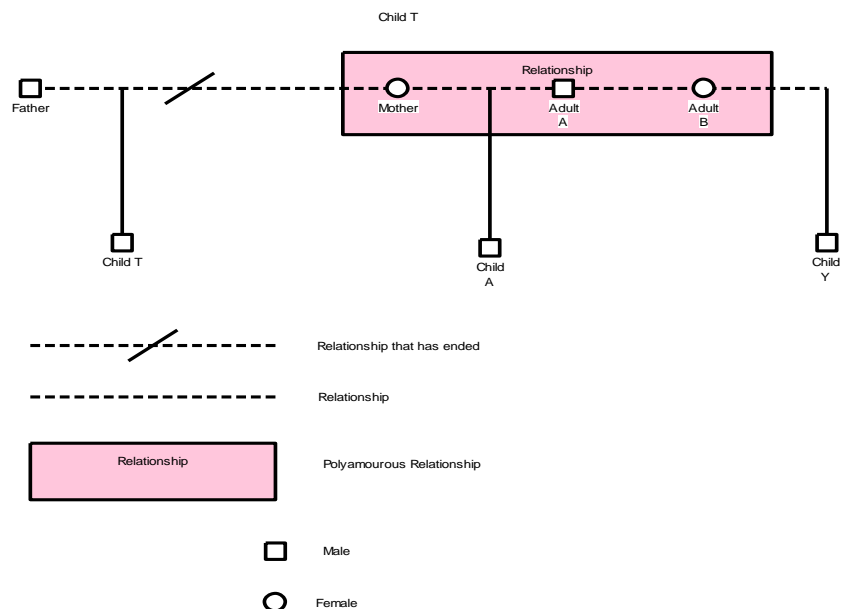 Child T
Relationship
Father
Mother
Adult
A
Adult
B
Child T
Child
A
Child
Y
Relationship that has ended
Relationship
Relationship
Polyamourous Relationship
Male
Female